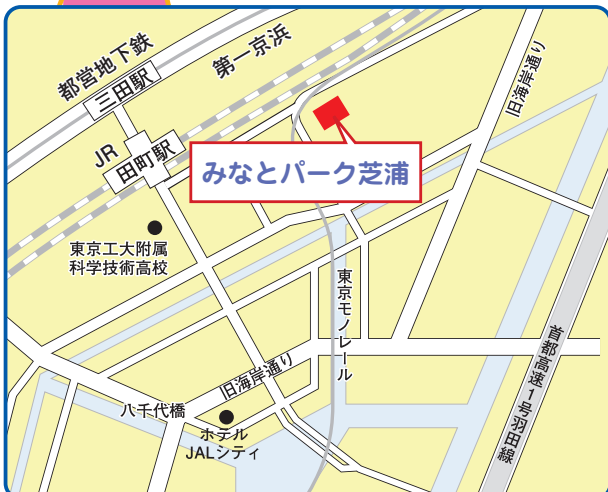 都営地下鉄
三田駅
第一京浜
JR
田町駅
旧海岸通り
みなとパーク芝浦
東京工大附属
科学技術高校
東京モノレール
旧海岸通り
八千代橋
ホテル
JALシティ
首都高速1号羽田線